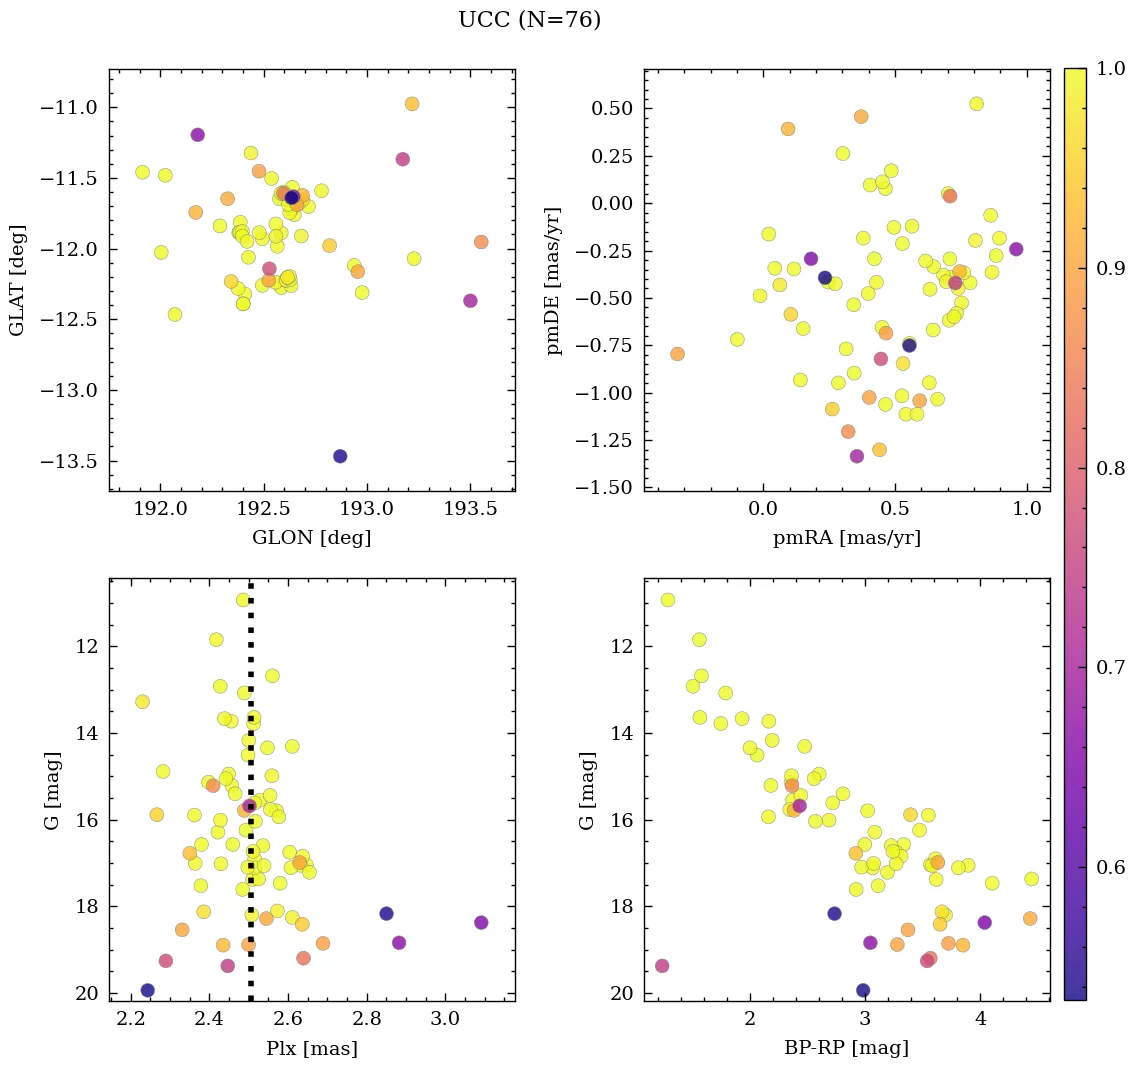 UCC (N=76)
−11.0
−11.5
−12.0
−12.5
−13.0
−13.5
GLAT [deg]
192.0 192.5 193.0 193.5
GLON [deg]
0.50
0.25
0.00
−0.25
−0.50
−0.75
−1.00
−1.25
−1.50
pmDE [mas/yr]
0.0 0.5 1.0
pmRA [mas/yr]
12
14
16
18
20
G [mag]
2.2 2.4 2.6 2.8 3.0
Plx [mas]
12
14
16
18
20
G [mag]
2 3 4
BP-RP [mag]
1.0
0.9
0.8
0.7
0.6